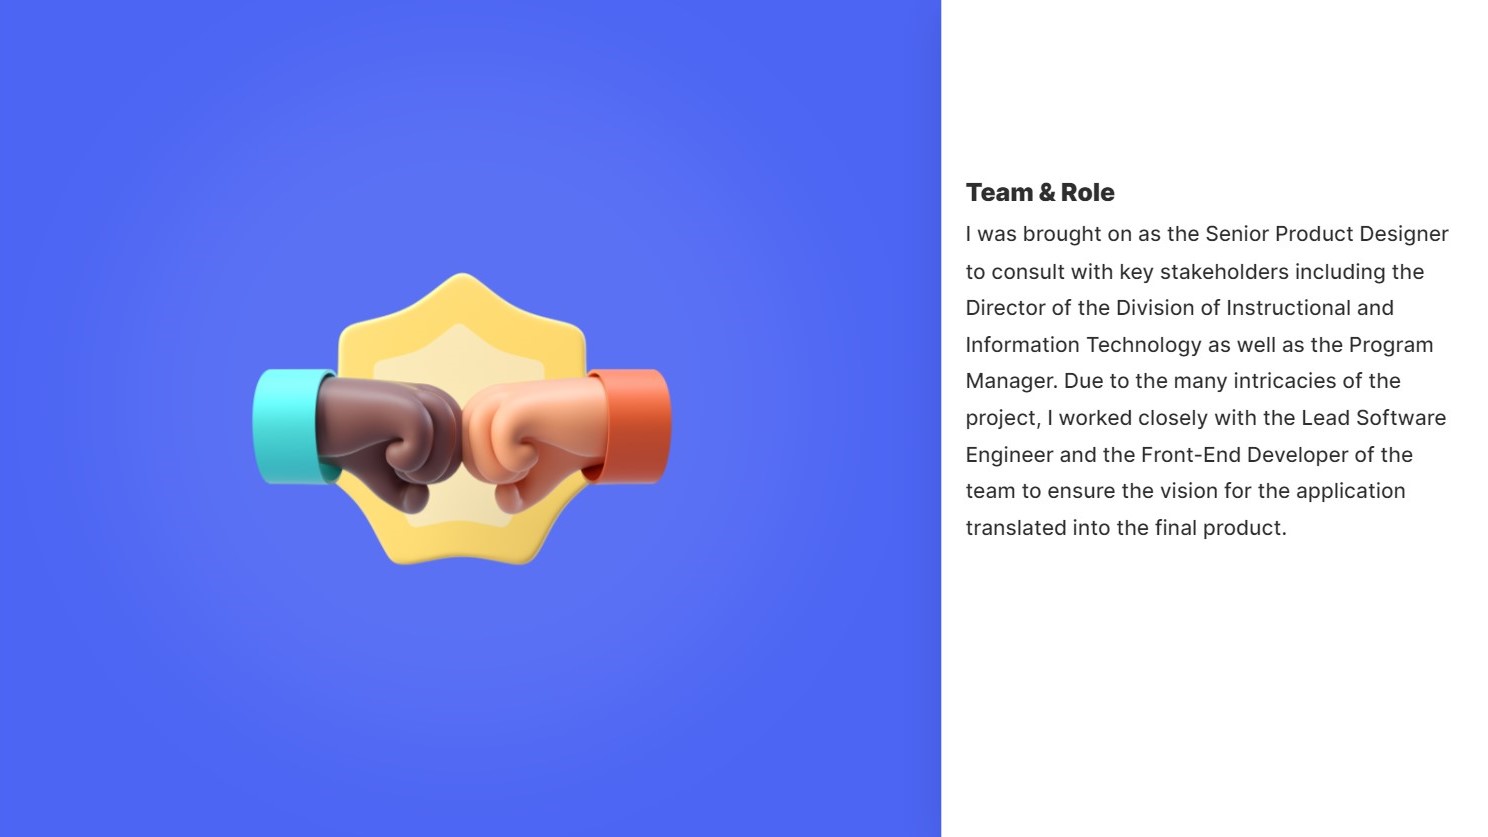 Team & Role
I was brought on as the Senior Product Designer
to consult with key stakeholders including the
Director of the Division of Instructional and
Information Technology as well as the Program
Manager. Due to the many intricacies of the
project, I worked closely with the Lead Software
Engineer and the Front-End Developer of the
team to ensure the vision for the application
translated into the final product.